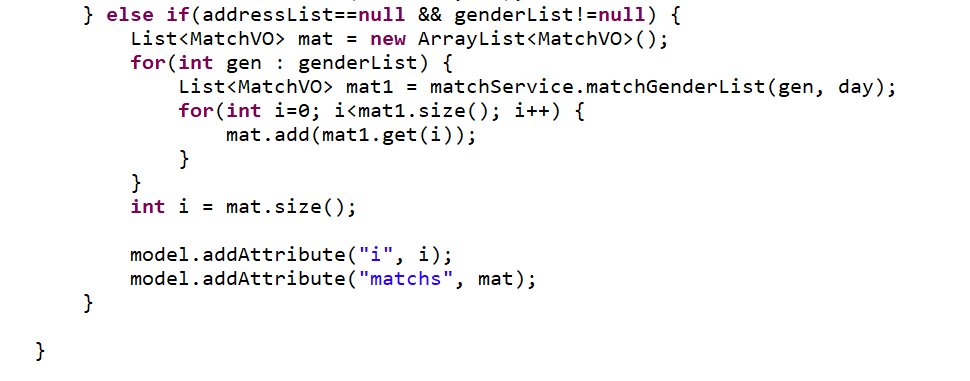 } else if(addressList==null && genderList!=null) {
List<MatchVO> mat = new ArrayList<MatchVO>();
for(int gen : genderList) {
List<MatchVO> mat1 = matchService.matchGenderList(gen, day);
for(int i=0; i<mat1.size(); i++) {
mat.add(mat1.get(i));
}
}
int i = mat.size();
model.addAttribute("i", i);
model.addAttribute("matchs", mat);
}
}